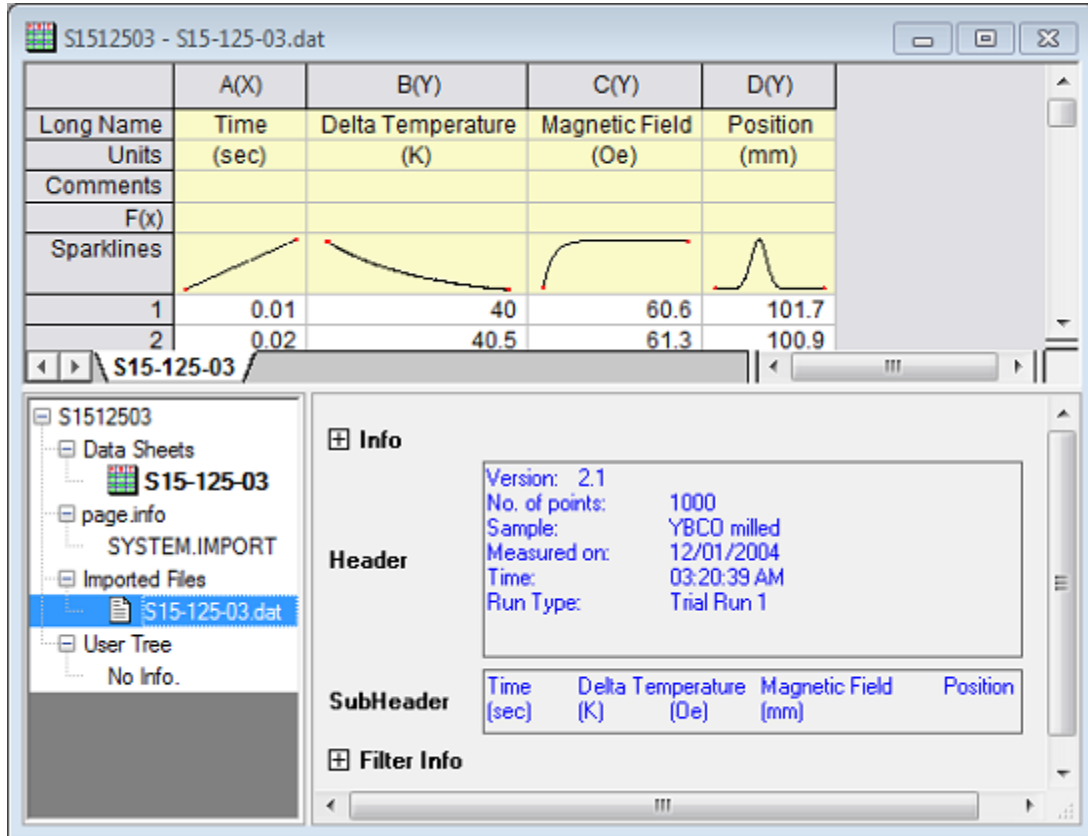 S1512503 - S15-125-03.dat
A(X) B(Y) C(Y) D(Y)
Long Name Time Delta Temperature Magnetic Field Position
Units (sec) (K) (Oe) (mm)
Comments
F(x)
Sparklines
1 0.01 40 60.6 101.7
2 0.02 40.5 61.3 100.9
S15-125-03
S1512503
Data Sheets
S15-125-03
page.info
SYSTEM.IMPORT
Imported Files
S15-125-03.dat
User Tree
No Info.
Info
Header
Version: 2.1
No. of points: 1000
Sample: YBCO milled
Measured on: 12/01/2004
Time: 03:20:39 AM
Run Type: Trial Run 1
SubHeader
Time Delta Temperature Magnetic Field Position
(sec) (K) (Oe) (mm)
Filter Info